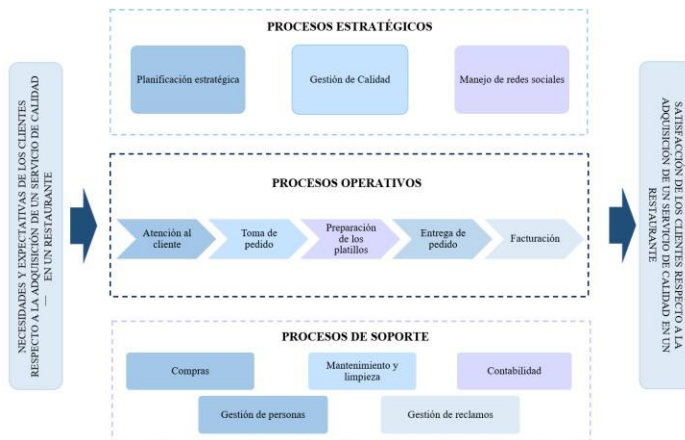 NECESIDADES Y EXPECTATIVAS DE LOS CLIENTES
RESPECTO A LA ADQUISICIÓN DE UN SERVICIO DE CALIDAD
— EN UN RESTAURANTE
PROCESOS ESTRATÉGICOS
Planificación estratégica
Gestión de Calidad
Manejo de redes sociales
PROCESOS OPERATIVOS
Atención al
cliente
Toma de
pedido
Preparación
de los
platillos
Entrega de
pedido
Facturación
PROCESOS DE SOPORTE
Compras
Mantenimiento y
limpieza
Contabilidad
Gestión de personas
Gestión de reclamos
SATISFACCIÓN DE LOS CLIENTES RESPECTO A LA
ADQUISICIÓN DE UN SERVICIO DE CALIDAD EN UN
RESTAURANTE